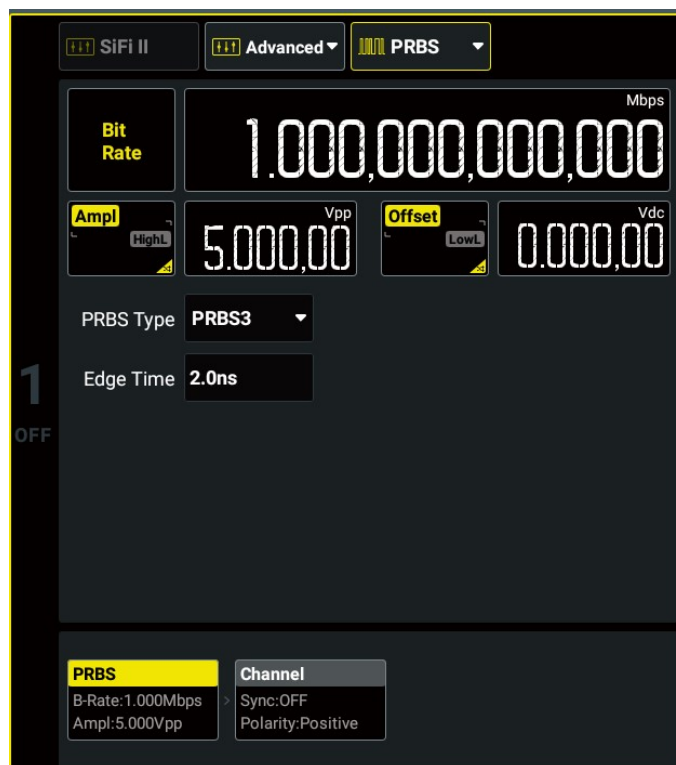 SiFi II
Advanced
PRBS
Bit
Rate
Mbps
1.000,000,000,000
Ampl
HighL
Vpp
5.000,00
Offset
LowL
Vdc
0.000,00
PRBS Type
PRBS3
Edge Time
2.0ns
1
OFF
PRBS
B-Rate:1.000Mbps
Ampl:5.000Vpp
Channel
Sync:OFF
Polarity:Positive